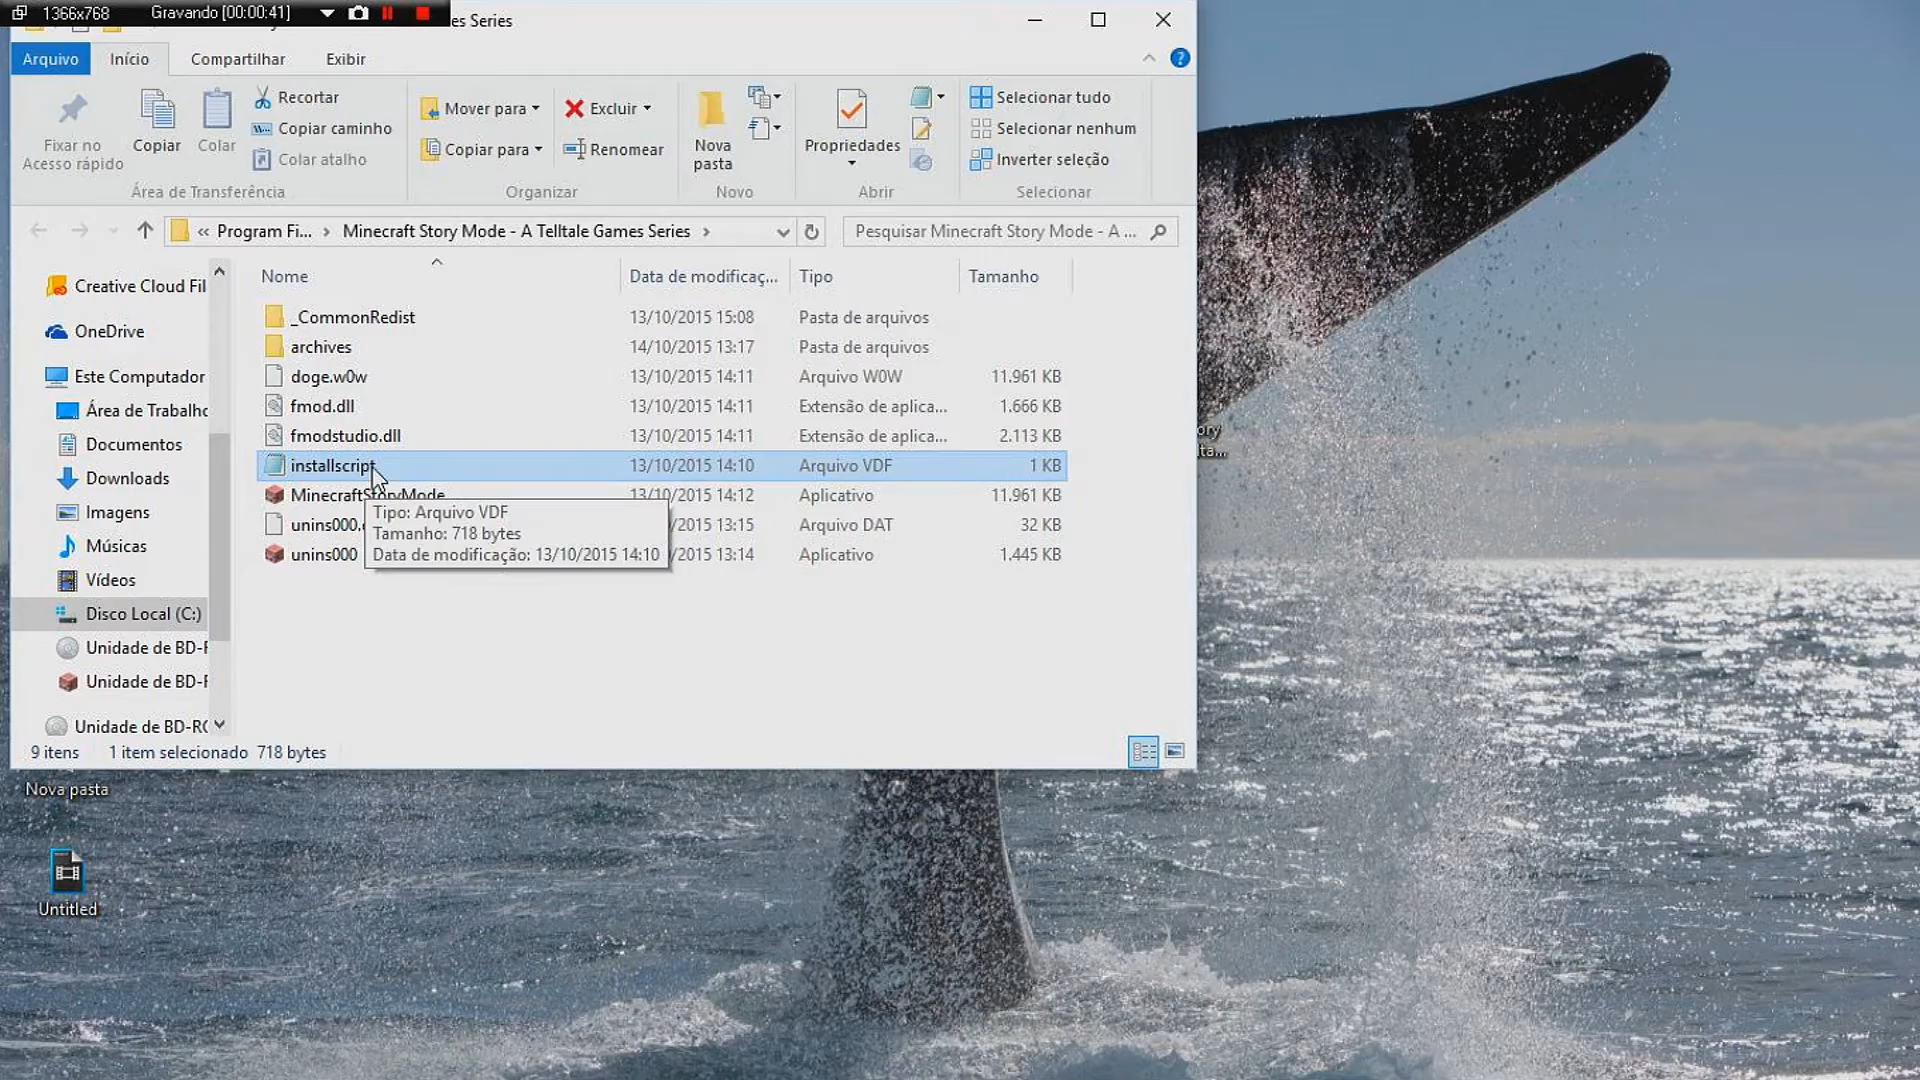 1366x768 Gravando [00:00:41]
es Series
Arquivo Início Compartilhar Exibir
Fixar no Acesso rápido
Copiar
Colar
Recortar
Copiar caminho
Colar atalho
Área de Transferência
Mover para
Copiar para
Excluir
Renomear
Organizar
Nova pasta
Novo
Propriedades
Abrir
Selecionar tudo
Selecionar nenhum
Inverter seleção
Selecionar
« Program Fi... › Minecraft Story Mode - A Telltale Games Series ›
Pesquisar Minecraft Story Mode - A ...
Creative Cloud Fil
OneDrive
Este Computador
Área de Trabalho
Documentos
Downloads
Imagens
Músicas
Vídeos
Disco Local (C:)
Unidade de BD-R
Unidade de BD-R
Unidade de BD-RO
Nome Data de modificaç... Tipo Tamanho
_CommonRedist 13/10/2015 15:08 Pasta de arquivos
archives 14/10/2015 13:17 Pasta de arquivos
doge.w0w 13/10/2015 14:11 Arquivo W0W 11.961 KB
fmod.dll 13/10/2015 14:11 Extensão de aplica... 1.666 KB
fmodstudio.dll 13/10/2015 14:11 Extensão de aplica... 2.113 KB
installscript 13/10/2015 14:10 Arquivo VDF 1 KB
MinecraftStoryMode 13/10/2015 14:12 Aplicativo 11.961 KB
unins000. /2015 13:15 Arquivo DAT 32 KB
unins000 /2015 13:14 Aplicativo 1.445 KB
Tipo: Arquivo VDF
Tamanho: 718 bytes
Data de modificação: 13/10/2015 14:10
9 itens 1 item selecionado 718 bytes
ory
lta...
Nova pasta
Untitled